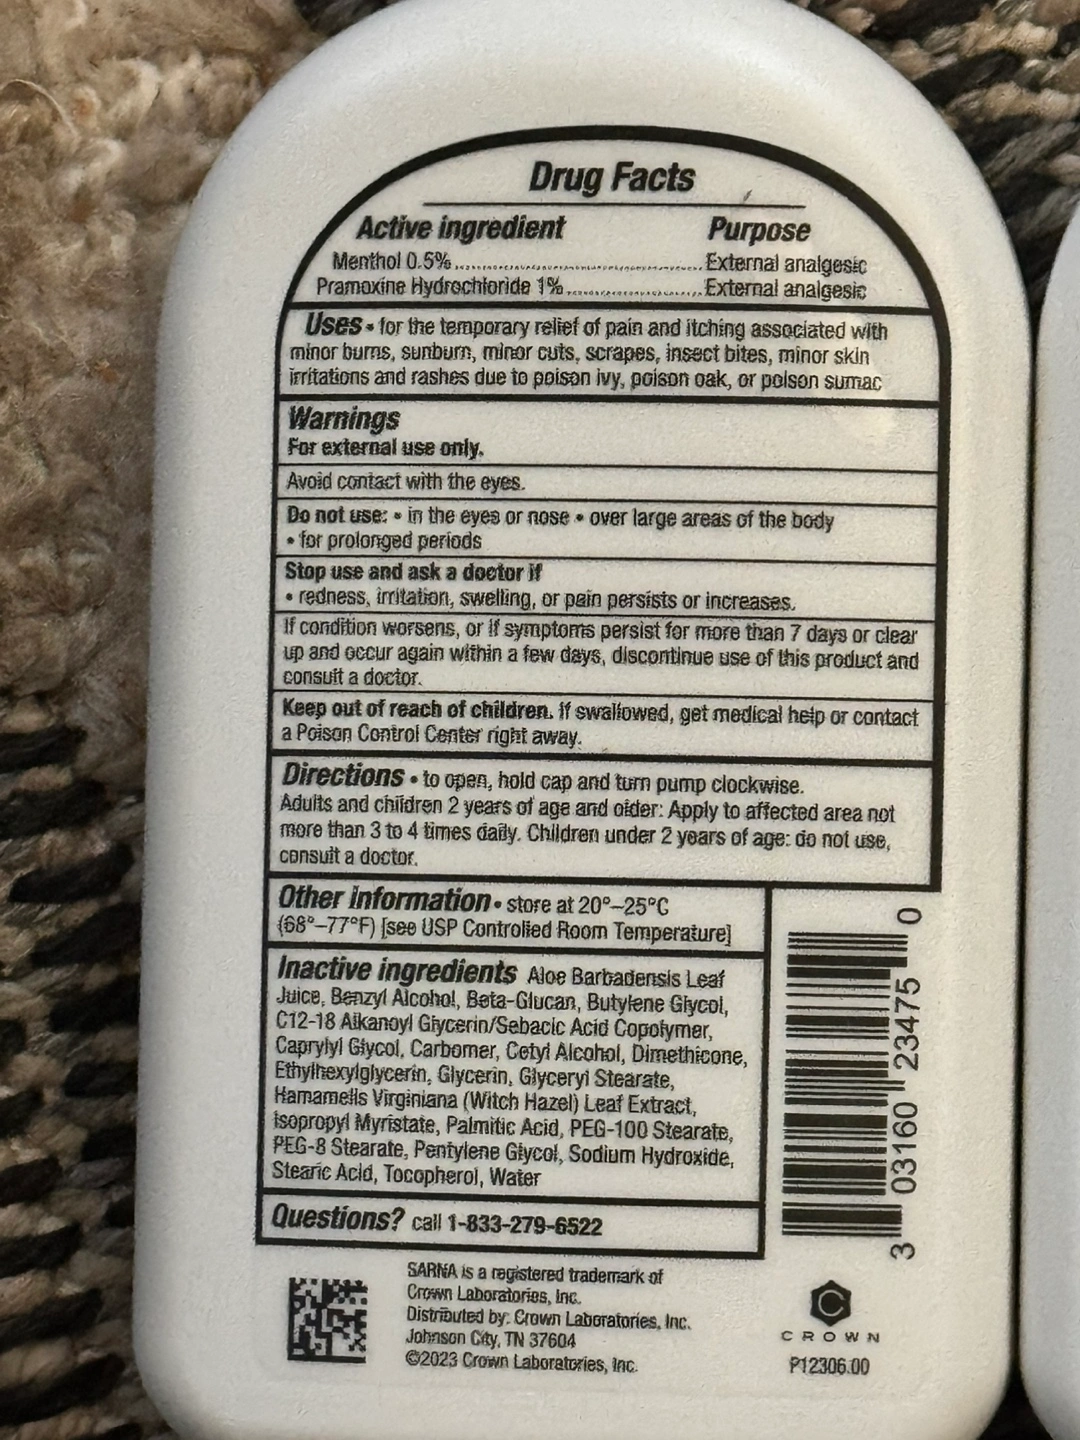 Drug Facts
Active ingredient Purpose
Menthol 0.5% External analgesic
Pramoxine Hydrochloride 1% External analgesic
Uses • for the temporary relief of pain and itching associated with
minor burns, sunburn, minor cuts, scrapes, insect bites, minor skin
irritations and rashes due to poison ivy, poison oak, or poison sumac
Warnings
For external use only.
Avoid contact with the eyes.
Do not use: • in the eyes or nose • over large areas of the body
• for prolonged periods
Stop use and ask a doctor if
• redness, irritation, swelling, or pain persists or increases.
If condition worsens, or if symptoms persist for more than 7 days or clear
up and occur again within a few days, discontinue use of this product and
consult a doctor.
Keep out of reach of children. If swallowed, get medical help or contact
a Poison Control Center right away.
Directions • to open, hold cap and turn pump clockwise.
Adults and children 2 years of age and older: Apply to affected area not
more than 3 to 4 times daily. Children under 2 years of age: do not use,
consult a doctor.
Other information • store at 20°–25°C
(68°–77°F) [see USP Controlled Room Temperature]
Inactive ingredients Aloe Barbadensis Leaf
Juice, Benzyl Alcohol, Beta-Glucan, Butylene Glycol,
C12-18 Alkanoyl Glycerin/Sebacic Acid Copolymer,
Caprylyl Glycol, Carbomer, Cetyl Alcohol, Dimethicone,
Ethylhexylglycerin, Glycerin, Glyceryl Stearate,
Hamamelis Virginiana (Witch Hazel) Leaf Extract,
Isopropyl Myristate, Palmitic Acid, PEG-100 Stearate,
PEG-8 Stearate, Pentylene Glycol, Sodium Hydroxide,
Stearic Acid, Tocopherol, Water
Questions? call 1-833-279-6522
3 03160 23475 0
SARNA is a registered trademark of
Crown Laboratories, Inc.
Distributed by: Crown Laboratories, Inc.
Johnson City, TN 37604
©2023 Crown Laboratories, Inc.
C
CROWN
P12306.00